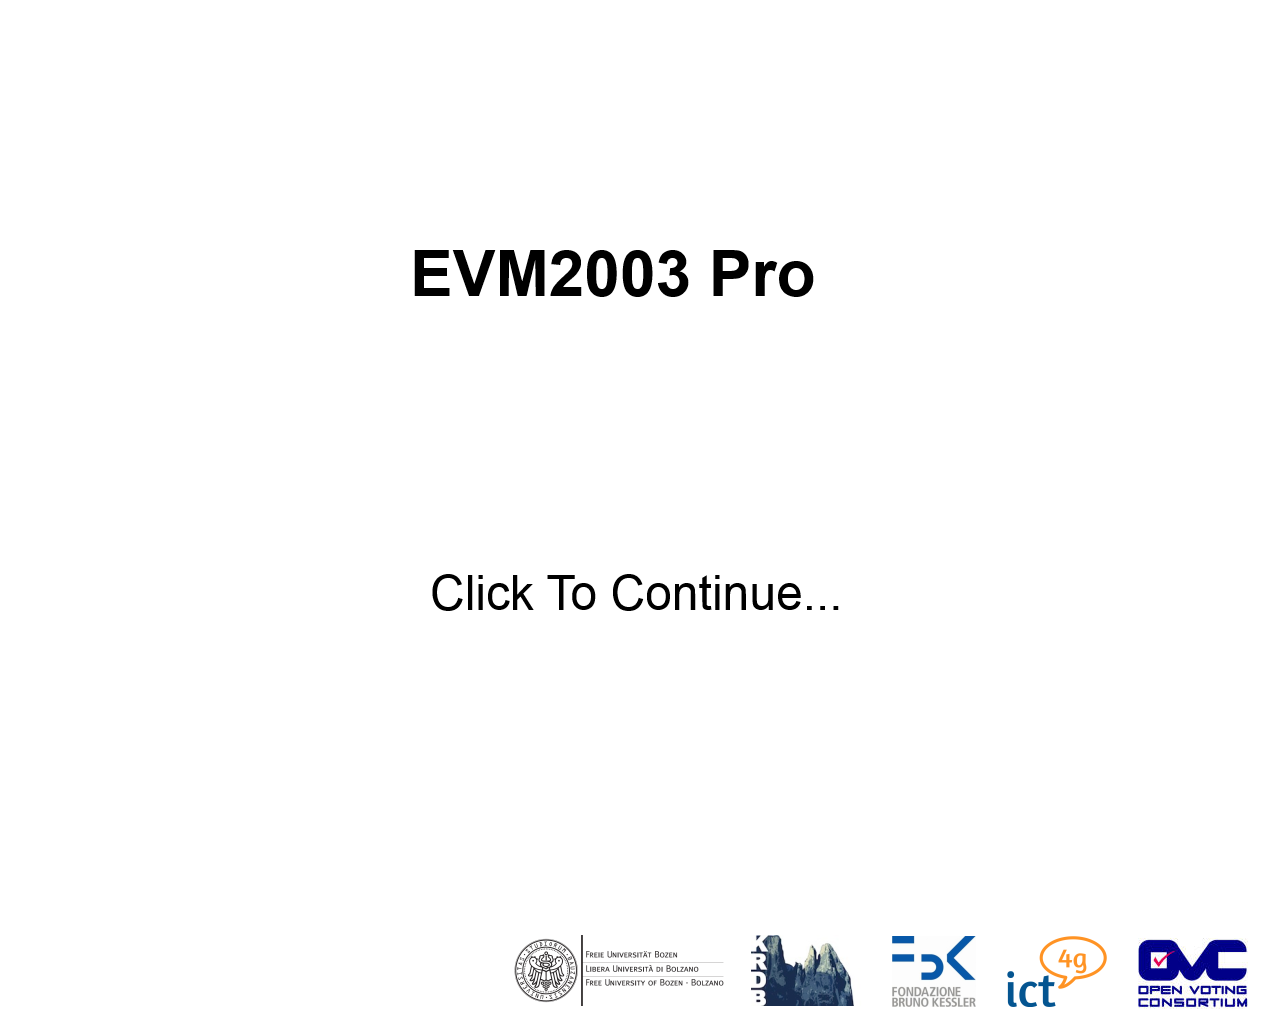 EVM2003 Pro
Click To Continue...
FREIE UNIVERSITÄT BOZEN
LIBERA UNIVERSITÀ DI BOLZANO
FREE UNIVERSITY OF BOZEN · BOLZANO
KRDB
FBK
FONDAZIONE
BRUNO KESSLER
4g
ict
OVC
OPEN VOTING
CONSORTIUM